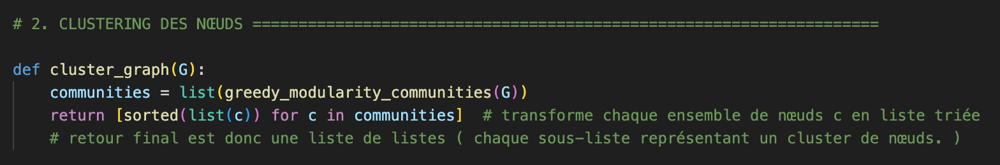 # 2. CLUSTERING DES NŒUDS ====================================================================
def cluster_graph(G):
communities = list(greedy_modularity_communities(G))
return [sorted(list(c)) for c in communities]  # transforme chaque ensemble de nœuds c en liste triée
# retour final est donc une liste de listes ( chaque sous-liste représentant un cluster de nœuds. )